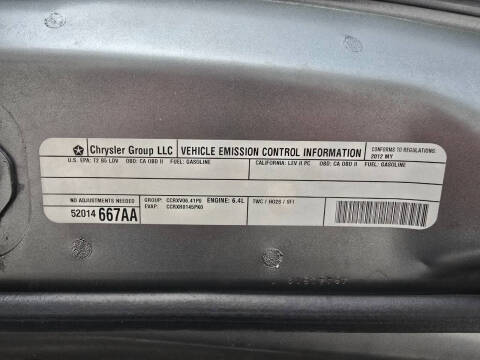 Chrysler Group LLC VEHICLE EMISSION CONTROL INFORMATION CONFORMS TO REGULATIONS: 2012 MY
U.S. EPA: T2 B5 LDV OBD: CA OBD II FUEL: GASOLINE CALIFORNIA: LEV II PC OBD: CA OBD II FUEL: GASOLINE
NO ADJUSTMENTS NEEDED GROUP: CCRXV06.41P0 ENGINE: 6.4L TWC / HO2S / SFI
52014 667AA EVAP: CCRXR0145PK0